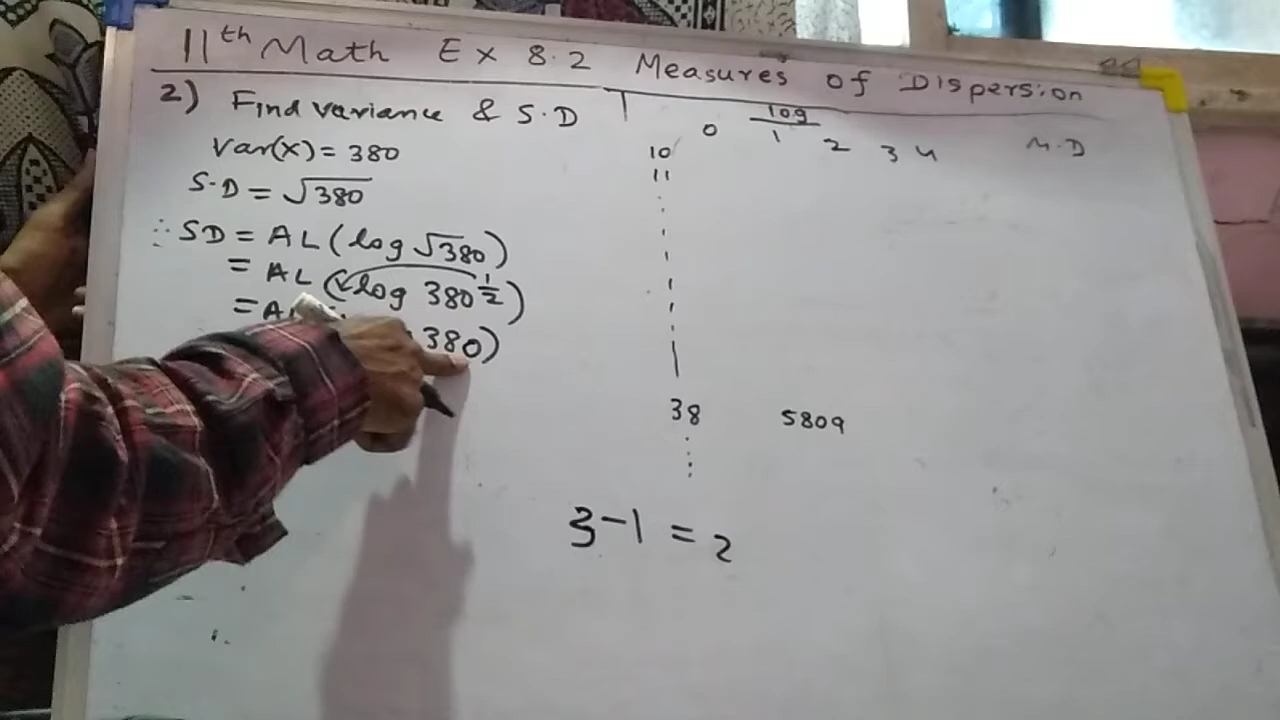 11th Math Ex 8.2 Measures of Dispersion
2) Find variance & S.D
Var(x) = 380
S.D = √380
∴ SD = AL (log √380)
= AL (log 380^1/2)
= A 380)
log
0 1 2 3 4 M.D
10
11
38 5809
3-1 = 2